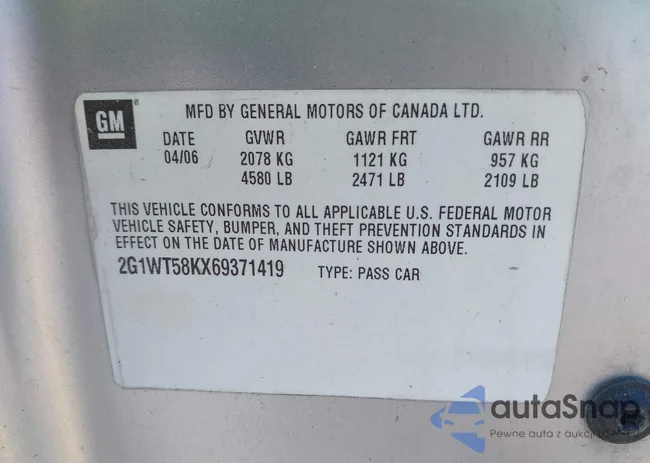 GM
MFD BY GENERAL MOTORS OF CANADA LTD.
DATE GVWR GAWR FRT GAWR RR
04/06 2078 KG 1121 KG 957 KG
4580 LB 2471 LB 2109 LB
THIS VEHICLE CONFORMS TO ALL APPLICABLE U.S. FEDERAL MOTOR
VEHICLE SAFETY, BUMPER, AND THEFT PREVENTION STANDARDS IN
EFFECT ON THE DATE OF MANUFACTURE SHOWN ABOVE.
2G1WT58KX69371419 TYPE: PASS CAR
autaSnap
Pewne auta z aukcji